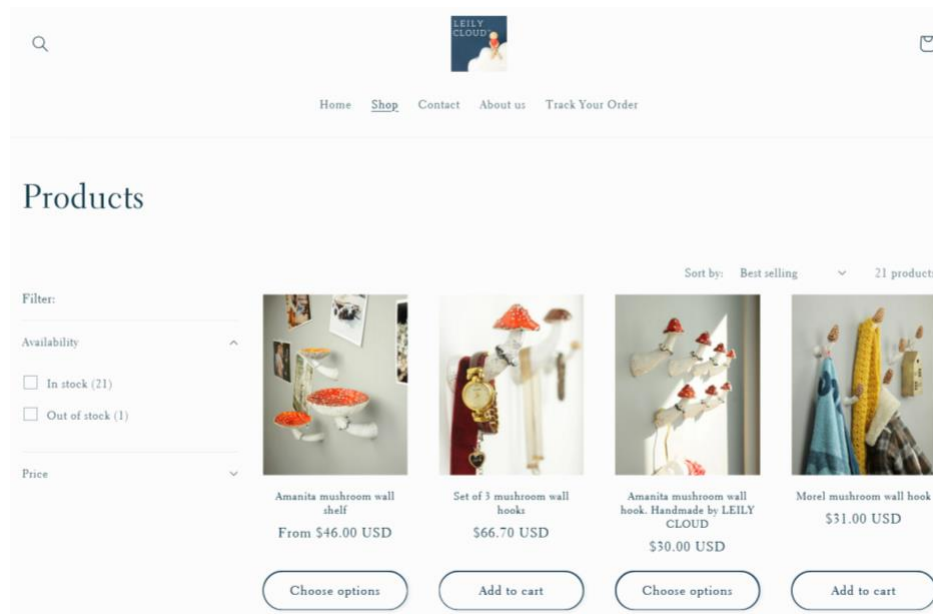 LEILY
CLOUD
Home Shop Contact About us Track Your Order
Products
Sort by: Best selling 21 products
Filter:
Availability
In stock (21)
Out of stock (1)
Price
Amanita mushroom wall
shelf
From $46.00 USD
Choose options
Set of 3 mushroom wall
hooks
$66.70 USD
Add to cart
Amanita mushroom wall
hook. Handmade by LEILY
CLOUD
$30.00 USD
Choose options
Morel mushroom wall hook
$31.00 USD
Add to cart